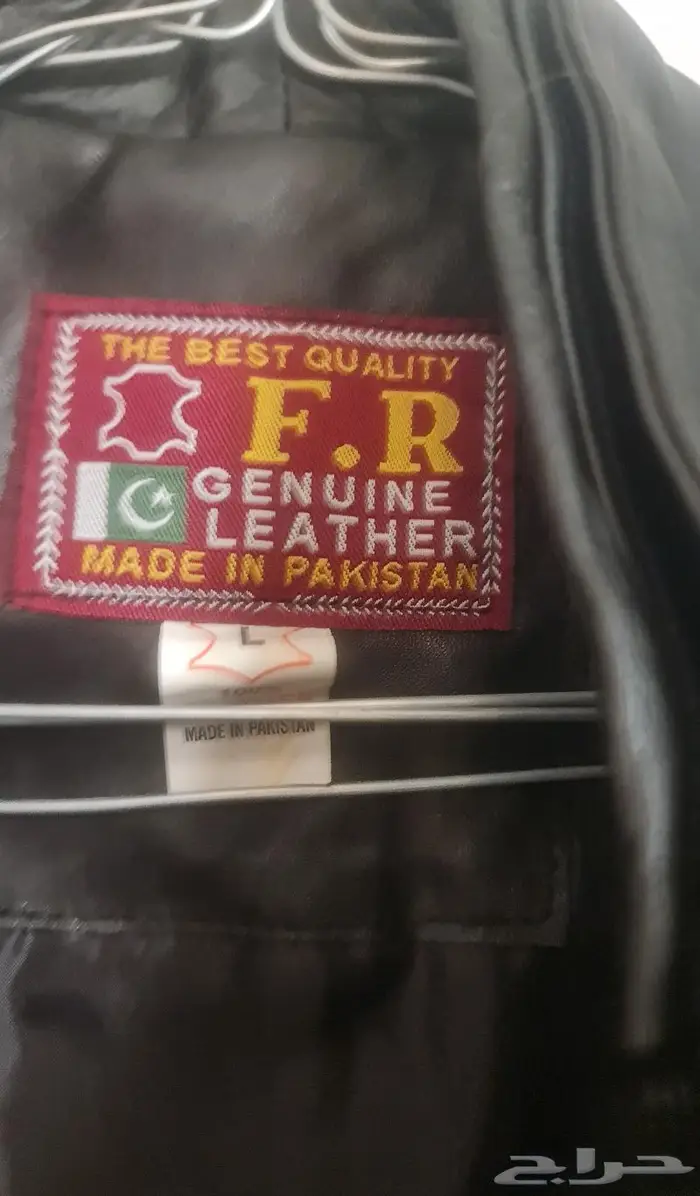 THE BEST QUALITY
F.R
GENUINE
LEATHER
MADE IN PAKISTAN
L
MADE IN PAKISTAN
حراج